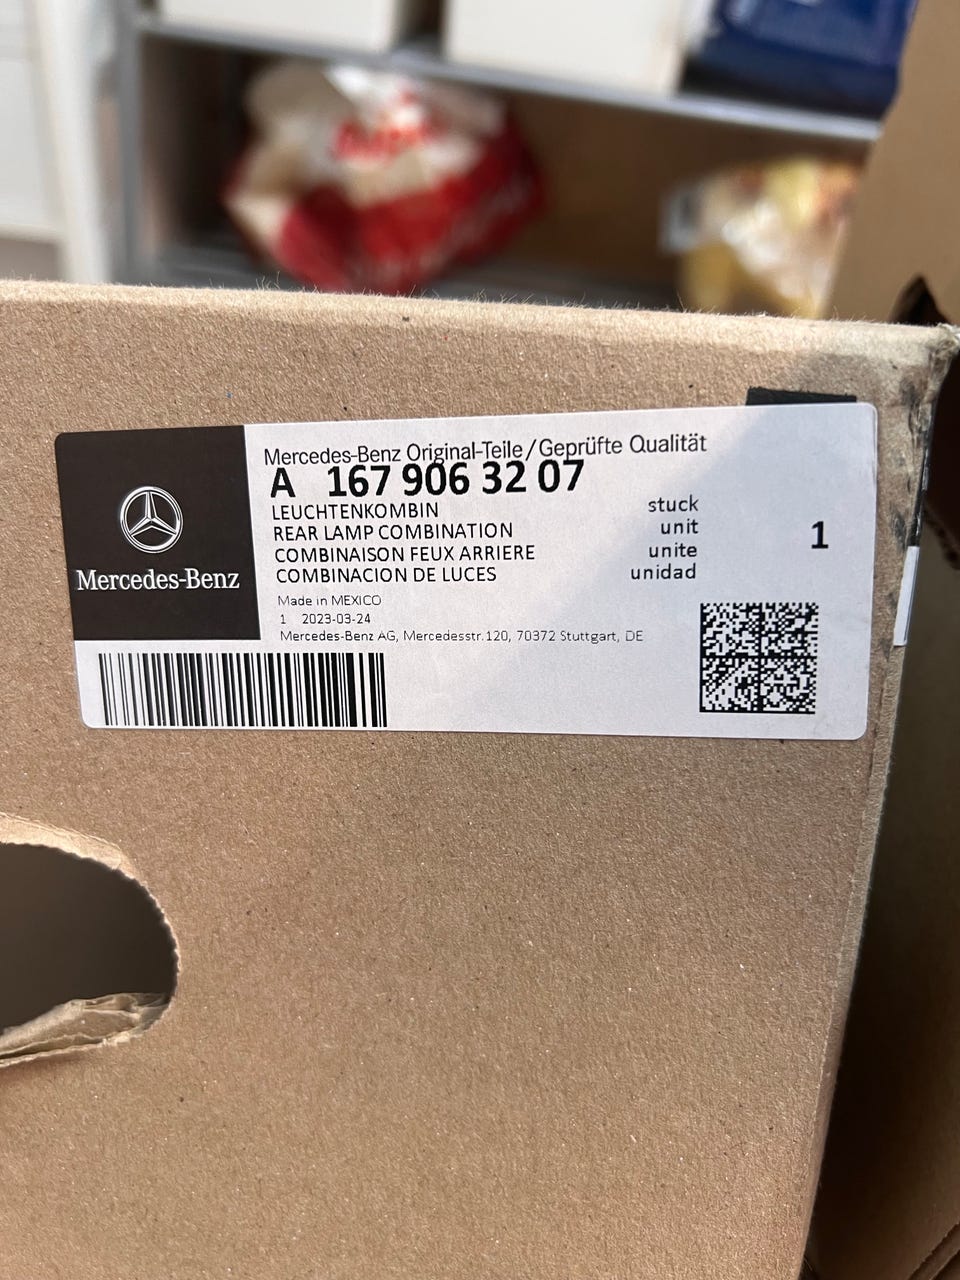 Mercedes-Benz Original-Teile/Geprüfte Qualität
A 167 906 32 07
LEUCHTENKOMBIN stuck
REAR LAMP COMBINATION unit 1
COMBINAISON FEUX ARRIERE unite
COMBINACION DE LUCES unidad
Mercedes-Benz
Made in MEXICO
1 2023-03-24
Mercedes-Benz AG, Mercedesstr.120, 70372 Stuttgart, DE